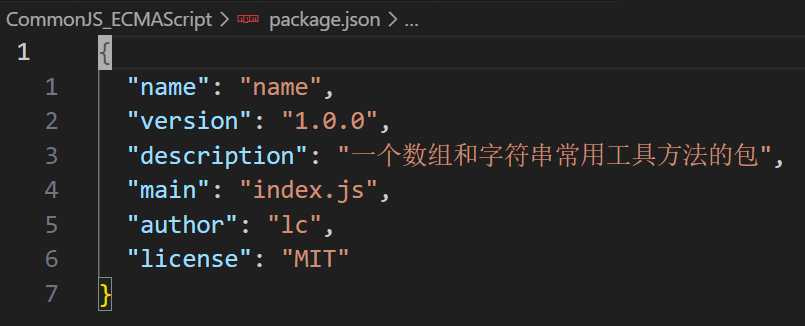 CommonJS_ECMAScript > package.json > ...
1 {
1 "name": "name",
2 "version": "1.0.0",
3 "description": "一个数组和字符串常用工具方法的包",
4 "main": "index.js",
5 "author": "lc",
6 "license": "MIT"
7 }